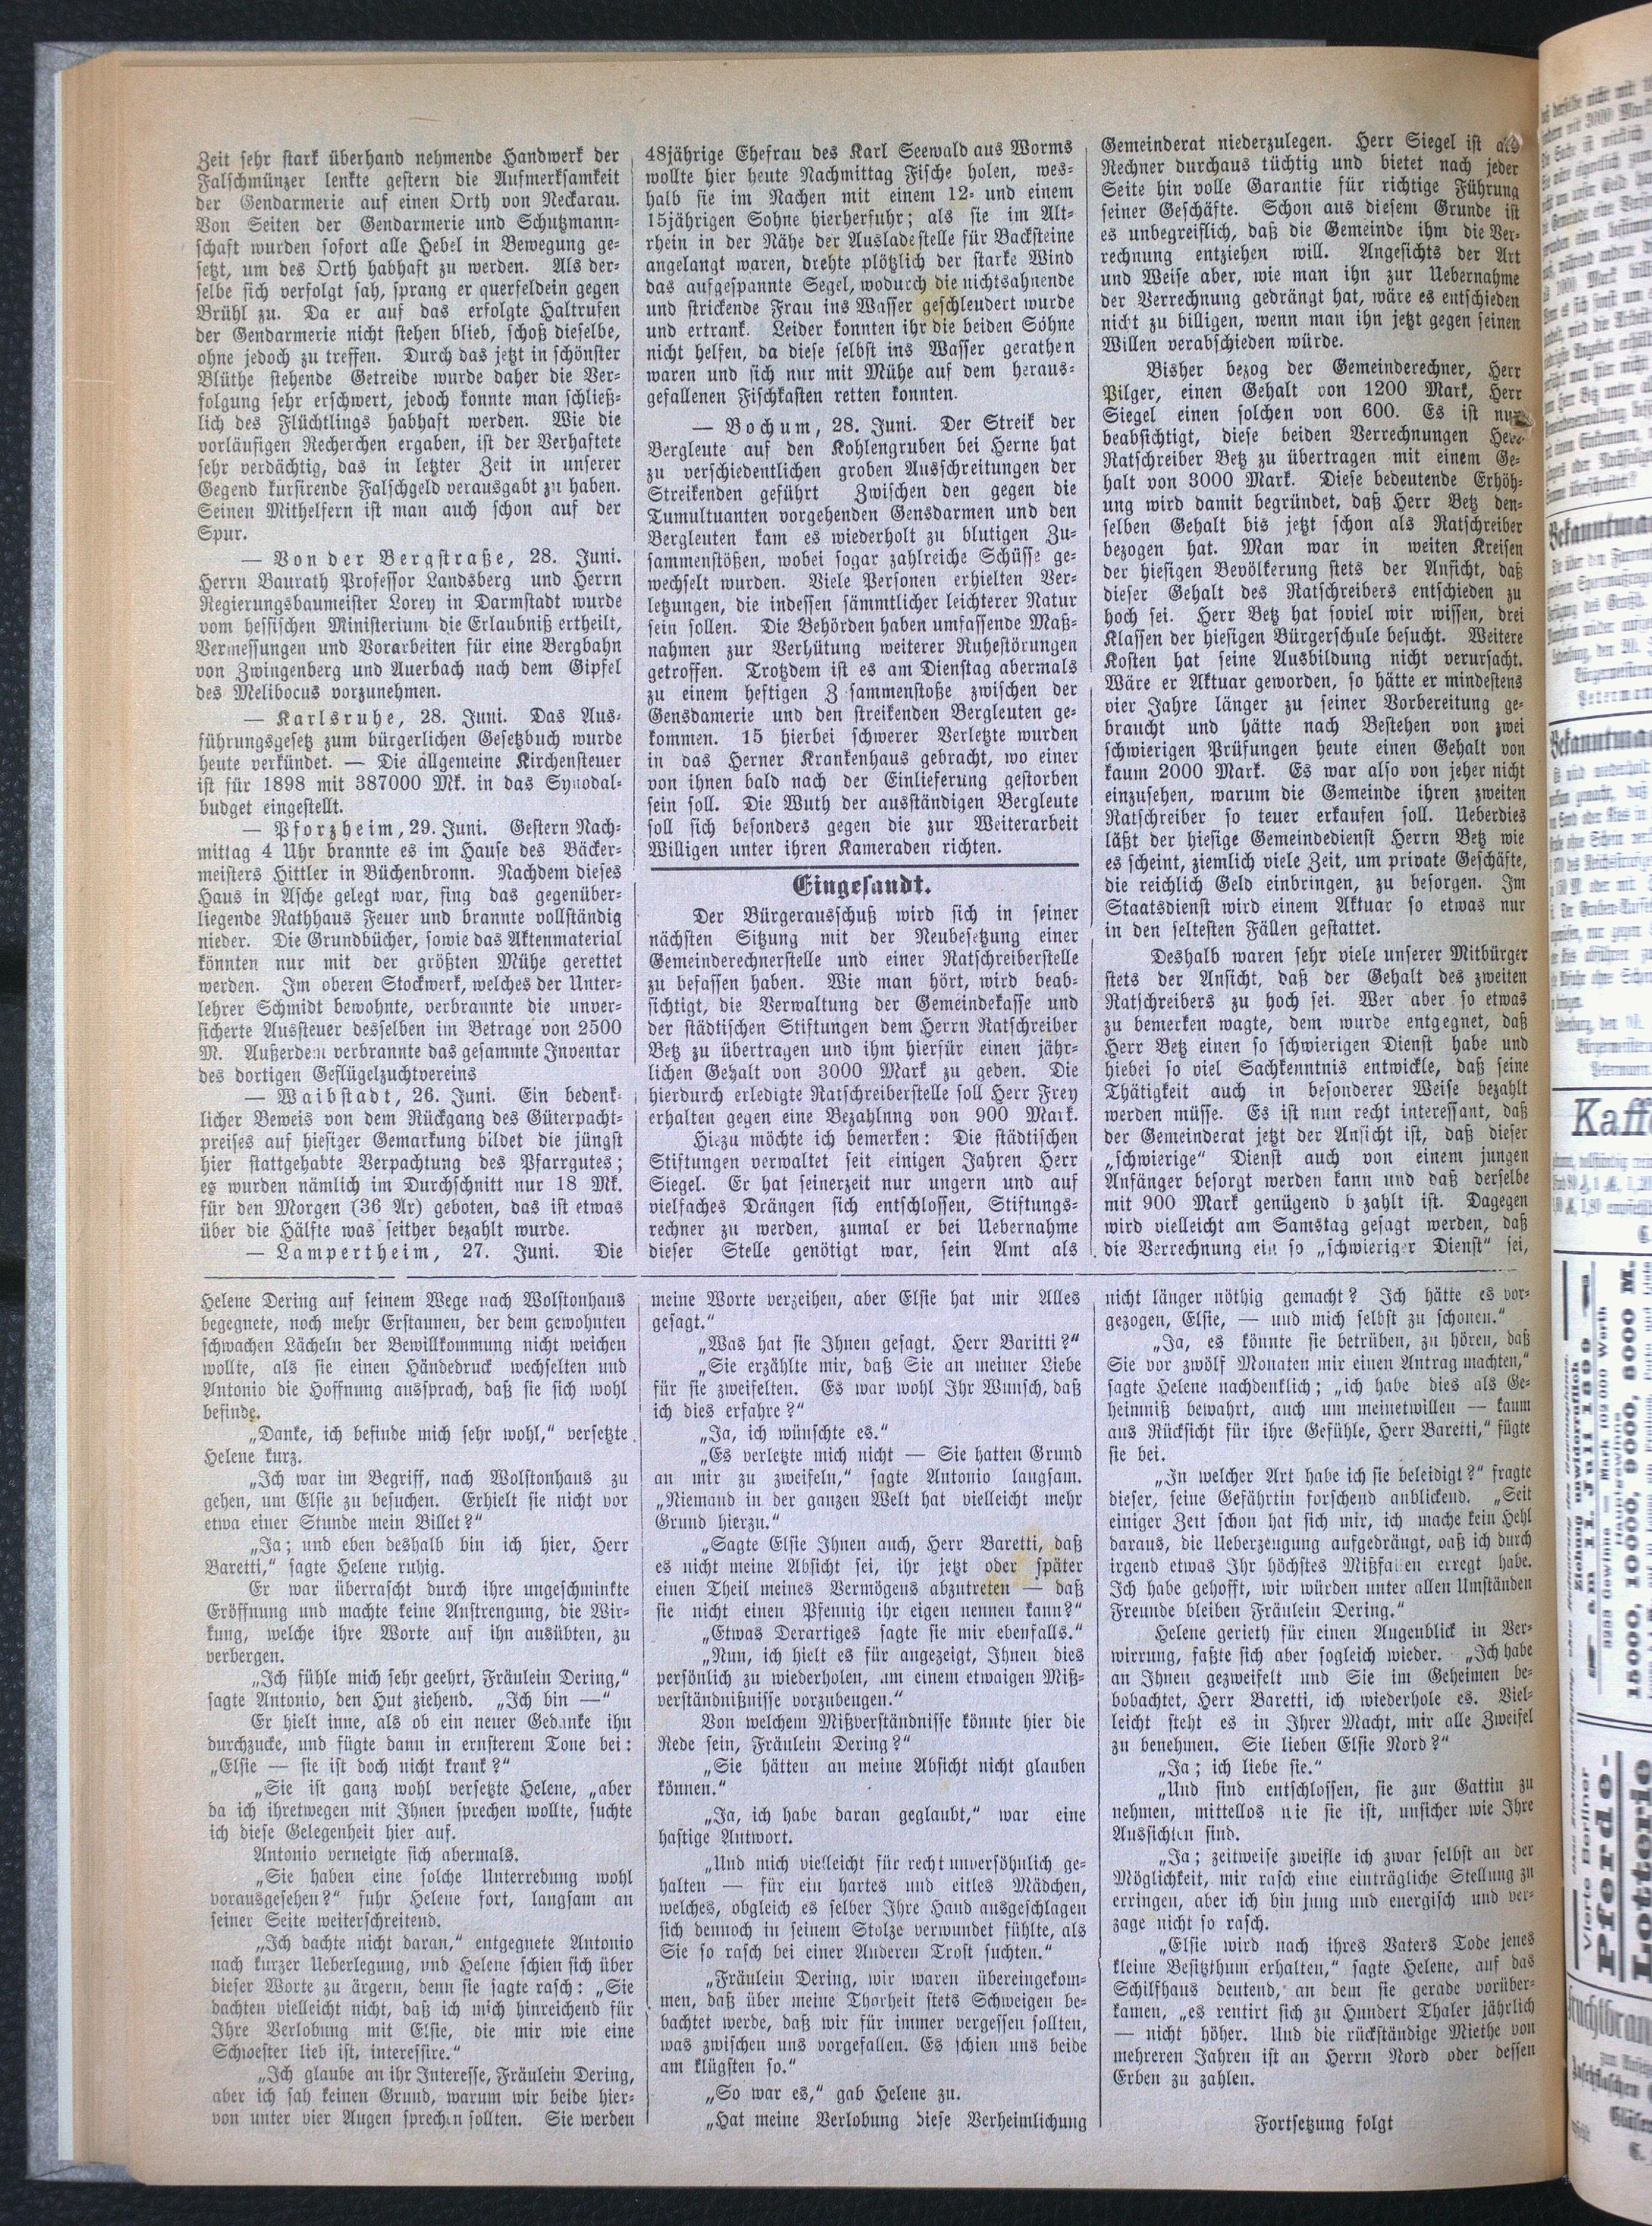 Zeit sehr stark überhand nehmende Handwerk der
Falschmünzer lenkte gestern die Aufmerksamkeit
der Gendarmerie auf einen Orth von Neckarau.
Von Seiten der Gendarmerie und Schutzmann-
schaft wurden sofort alle Hebel in Bewegung ge-
setzt, um des Orth habhaft zu werden. Als der-
selbe sich verfolgt sah, sprang er querfeldein gegen
Brühl zu. Da er auf das erfolgte Haltrufen
der Gendarmerie nicht stehen blieb, schoß dieselbe,
ohne jedoch zu treffen. Durch das jetzt in schönster
Blüthe stehende Getreide wurde daher die Ver-
folgung sehr erschwert, jedoch konnte man schließ-
lich des Flüchtlings habhaft werden. Wie die
vorläufigen Recherchen ergaben, ist der Verhaftete
sehr verdächtig, das in letzter Zeit in unserer
Gegend kursirende Falschgeld verausgabt zu haben.
Seinen Mithelfern ist man auch schon auf der
Spur.
— Von der Bergstraße, 28. Juni.
Herrn Baurath Professor Landsberg und Herrn
Regierungsbaumeister Lorey in Darmstadt wurde
vom hessischen Ministerium die Erlaubniß ertheilt,
Vermessungen und Vorarbeiten für eine Bergbahn
von Zwingenberg und Auerbach nach dem Gipfel
des Melibocus vorzunehmen.
— Karlsruhe, 28. Juni. Das Aus-
führungsgesetz zum bürgerlichen Gesetzbuch wurde
heute verkündet. — Die allgemeine Kirchensteuer
ist für 1898 mit 387000 Mk. in das Synodal-
budget eingestellt.
— Pforzheim, 29. Juni. Gestern Nach-
mittag 4 Uhr brannte es im Hause des Bäcker-
meisters Hittler in Büchenbronn. Nachdem dieses
Haus in Asche gelegt war, fing das gegenüber-
liegende Rathhaus Feuer und brannte vollständig
nieder. Die Grundbücher, sowie das Aktenmaterial
könnten nur mit der größten Mühe gerettet
werden. Im oberen Stockwerk, welches der Unter-
lehrer Schmidt bewohnte, verbrannte die unver-
sicherte Aussteuer desselben im Betrage von 2500
M. Außerdem verbrannte das gesammte Inventar
des dortigen Geflügelzuchtvereins
— Waibstadt, 26. Juni. Ein bedenk-
licher Beweis von dem Rückgang des Güterpacht-
preises auf hiesiger Gemarkung bildet die jüngst
hier stattgehabte Verpachtung des Pfarrgutes;
es wurden nämlich im Durchschnitt nur 18 Mk.
für den Morgen (36 Ar) geboten, das ist etwas
über die Hälfte was seither bezahlt wurde.
— Lampertheim, 27. Juni. Die
48jährige Ehefrau des Karl Seewald aus Worms
wollte hier heute Nachmittag Fische holen, wes-
halb sie im Nachen mit einem 12- und einem
15jährigen Sohne hierherfuhr; als sie im Alt-
rhein in der Nähe der Ausladestelle für Backsteine
angelangt waren, drehte plötzlich der starke Wind
das aufgespannte Segel, wodurch die nichtsahnende
und strickende Frau ins Wasser geschleudert wurde
und ertrank. Leider konnten ihr die beiden Söhne
nicht helfen, da diese selbst ins Wasser gerathen
waren und sich nur mit Mühe auf dem heraus-
gefallenen Fischkasten retten konnten.
— Bochum, 28. Juni. Der Streik der
Bergleute auf den Kohlengruben bei Herne hat
zu verschiedentlichen groben Ausschreitungen der
Streikenden geführt Zwischen den gegen die
Tumultuanten vorgehenden Gensdarmen und den
Bergleuten kam es wiederholt zu blutigen Zu-
sammenstößen, wobei sogar zahlreiche Schüsse ge-
wechselt wurden. Viele Personen erhielten Ver-
letzungen, die indessen sämmtlicher leichterer Natur
sein sollen. Die Behörden haben umfassende Maß-
nahmen zur Verhütung weiterer Ruhestörungen
getroffen. Trotzdem ist es am Dienstag abermals
zu einem heftigen Z sammenstoße zwischen der
Gensdamerie und den streikenden Bergleuten ge-
kommen. 15 hierbei schwerer Verletzte wurden
in das Herner Krankenhaus gebracht, wo einer
von ihnen bald nach der Einlieferung gestorben
sein soll. Die Wuth der ausständigen Bergleute
soll sich besonders gegen die zur Weiterarbeit
Willigen unter ihren Kameraden richten.
Eingesandt.
Der Bürgerausschuß wird sich in seiner
nächsten Sitzung mit der Neubesetzung einer
Gemeinderechnerstelle und einer Ratschreiberstelle
zu befassen haben. Wie man hört, wird beab-
sichtigt, die Verwaltung der Gemeindekasse und
der städtischen Stiftungen dem Herrn Ratschreiber
Betz zu übertragen und ihm hierfür einen jähr-
lichen Gehalt von 3000 Mark zu geben. Die
hierdurch erledigte Ratschreiberstelle soll Herr Frey
erhalten gegen eine Bezahlnng von 900 Mark.
Hiezu möchte ich bemerken: Die städtischen
Stiftungen verwaltet seit einigen Jahren Herr
Siegel. Er hat seinerzeit nur ungern und auf
vielfaches Drängen sich entschlossen, Stiftungs-
rechner zu werden, zumal er bei Uebernahme
dieser Stelle genötigt war, sein Amt als
Gemeinderat niederzulegen. Herr Siegel ist als
Rechner durchaus tüchtig und bietet nach jeder
Seite hin volle Garantie für richtige Führung
seiner Geschäfte. Schon aus diesem Grunde ist
es unbegreiflich, daß die Gemeinde ihm die Ver-
rechnung entziehen will. Angesichts der Art
und Weise aber, wie man ihn zur Uebernahme
der Verrechnung gedrängt hat, wäre es entschieden
nicht zu billigen, wenn man ihn jetzt gegen seinen
Willen verabschieden würde.
Bisher bezog der Gemeinderechner, Herr
Pilger, einen Gehalt von 1200 Mark, Herr
Siegel einen solchen von 600. Es ist nun
beabsichtigt, diese beiden Verrechnungen Herr
Ratschreiber Betz zu übertragen mit einem Ge-
halt von 3000 Mark. Diese bedeutende Erhöh-
ung wird damit begründet, daß Herr Betz den-
selben Gehalt bis jetzt schon als Ratschreiber
bezogen hat. Man war in weiten Kreisen
der hiesigen Bevölkerung stets der Ansicht, daß
dieser Gehalt des Ratschreibers entschieden zu
hoch sei. Herr Betz hat soviel wir wissen, drei
Klassen der hiesigen Bürgerschule besucht. Weitere
Kosten hat seine Ausbildung nicht verursacht.
Wäre er Aktuar geworden, so hätte er mindestens
vier Jahre länger zu seiner Vorbereitung ge-
braucht und hätte nach Bestehen von zwei
schwierigen Prüfungen heute einen Gehalt von
kaum 2000 Mark. Es war also von jeher nicht
einzusehen, warum die Gemeinde ihren zweiten
Ratschreiber so teuer erkaufen soll. Ueberdies
läßt der hiesige Gemeindedienst Herrn Betz wie
es scheint, ziemlich viele Zeit, um private Geschäfte,
die reichlich Geld einbringen, zu besorgen. Im
Staatsdienst wird einem Aktuar so etwas nur
in den seltesten Fällen gestattet.
Deshalb waren sehr viele unserer Mitbürger
stets der Ansicht, daß der Gehalt des zweiten
Ratschreibers zu hoch sei. Wer aber so etwas
zu bemerken wagte, dem wurde entgegnet, daß
Herr Betz einen so schwierigen Dienst habe und
hiebei so viel Sachkenntnis entwickle, daß seine
Thätigkeit auch in besonderer Weise bezahlt
werden müsse. Es ist nun recht interessant, daß
der Gemeinderat jetzt der Ansicht ist, daß dieser
„schwierige“ Dienst auch von einem jungen
Anfänger besorgt werden kann und daß derselbe
mit 900 Mark genügend b zahlt ist. Dagegen
wird vielleicht am Samstag gesagt werden, daß
die Verrechnung ein so „schwieriger Dienst“ sei,
Helene Dering auf seinem Wege nach Wolstonhaus
begegnete, noch mehr Erstaunen, der dem gewohnten
schwachen Lächeln der Bewillkommung nicht weichen
wollte, als sie einen Händedruck wechselten und
Antonio die Hoffnung aussprach, daß sie sich wohl
befinde.
„Danke, ich befinde mich sehr wohl,“ versetzte
Helene kurz.
„Ich war im Begriff, nach Wolstonhaus zu
gehen, um Elsie zu besuchen. Erhielt sie nicht vor
etwa einer Stunde mein Billet?“
„Ja; und eben deshalb bin ich hier, Herr
Baretti,“ sagte Helene ruhig.
Er war überrascht durch ihre ungeschminkte
Eröffnung und machte keine Anstrengung, die Wir-
kung, welche ihre Worte auf ihn ausübten, zu
verbergen.
„Ich fühle mich sehr geehrt, Fräulein Dering,“
sagte Antonio, den Hut ziehend. „Ich bin —“
Er hielt inne, als ob ein neuer Gedanke ihn
durchzucke, und fügte dann in ernsterem Tone bei:
„Elsie — sie ist doch nicht krank?“
„Sie ist ganz wohl versetzte Helene, „aber
da ich ihretwegen mit Ihnen sprechen wollte, suchte
ich diese Gelegenheit hier auf.
Antonio verneigte sich abermals.
„Sie haben eine solche Unterredung wohl
vorausgesehen?“ fuhr Helene fort, langsam an
seiner Seite weiterschreitend.
„Ich dachte nicht daran,“ entgegnete Antonio
nach kurzer Ueberlegung, und Helene schien sich über
dieser Worte zu ärgern, denn sie sagte rasch: „Sie
dachten vielleicht nicht, daß ich mich hinreichend für
Ihre Verlobung mit Elsie, die mir wie eine
Schwester lieb ist, interessire.“
„Ich glaube an ihr Interesse, Fräulein Dering,
aber ich sah keinen Grund, warum wir beide hier-
von unter vier Augen sprechen sollten. Sie werden
meine Worte verzeihen, aber Elsie hat mir Alles
gesagt.“
„Was hat sie Ihnen gesagt, Herr Baritti?“
„Sie erzählte mir, daß Sie an meiner Liebe
für sie zweifelten. Es war wohl Ihr Wunsch, daß
ich dies erfahre?“
„Ja, ich wünschte es.“
„Es verletzte mich nicht — Sie hatten Grund
an mir zu zweifeln,“ sagte Antonio langsam.
„Niemand in der ganzen Welt hat vielleicht mehr
Grund hierzu.“
„Sagte Elsie Ihnen auch, Herr Baretti, daß
es nicht meine Absicht sei, ihr jetzt oder später
einen Theil meines Vermögens abzutreten — daß
sie nicht einen Pfennig ihr eigen nennen kann?“
„Etwas Derartiges sagte sie mir ebenfalls.“
„Nun, ich hielt es für angezeigt, Ihnen dies
persönlich zu wiederholen, um einem etwaigen Miß-
verständnißnisse vorzubeugen.“
Von welchem Mißverständnisse könnte hier die
Rede sein, Fräulein Dering?“
„Sie hätten an meine Absicht nicht glauben
können.“
„Ja, ich habe daran geglaubt,“ war eine
hastige Antwort.
„Und mich vielleicht für recht unversöhnlich ge-
halten — für ein hartes und eitles Mädchen,
welches, obgleich es selber Ihre Hand ausgeschlagen
sich dennoch in seinem Stolze verwundet fühlte, als
Sie so rasch bei einer Anderen Trost suchten.“
„Fräulein Dering, wir waren übereingekom-
men, daß über meine Thorheit stets Schweigen be-
bachtet werde, daß wir für immer vergessen sollten,
was zwischen uns vorgefallen. Es schien uns beide
am klügsten so.“
„So war es,“ gab Helene zu.
„Hat meine Verlobung diese Verheimlichung
nicht länger nöthig gemacht? Ich hätte es vor-
gezogen, Elsie, — und mich selbst zu schonen.“
„Ja, es könnte sie betrüben, zu hören, daß
Sie vor zwölf Monaten mir einen Antrag machten,“
sagte Helene nachdenklich; „ich habe dies als Ge-
heimniß bewahrt, auch um meinetwillen — kaum
aus Rücksicht für ihre Gefühle, Herr Baretti,“ fügte
sie bei.
„In welcher Art habe ich sie beleidigt?“ fragte
dieser, seine Gefährtin forschend anblickend. „Seit
einiger Zeit schon hat sich mir, ich mache kein Hehl
daraus, die Ueberzeugung aufgedrängt, daß ich durch
irgend etwas Ihr höchstes Mißfallen erregt habe.
Ich habe gehofft, wir würden unter allen Umständen
Freunde bleiben Fräulein Dering.“
Helene gerieth für einen Augenblick in Ver-
wirrung, faßte sich aber sogleich wieder. „Ich habe
an Ihnen gezweifelt und Sie im Geheimen be-
bobachtet, Herr Baretti, ich wiederhole es. Viel-
leicht steht es in Ihrer Macht, mir alle Zweifel
zu benehmen. Sie lieben Elsie Nord?“
„Ja; ich liebe sie.“
„Und sind entschlossen, sie zur Gattin zu
nehmen, mittellos wie sie ist, unsicher wie Ihre
Aussichten sind.
„Ja; zeitweise zweifle ich zwar selbst an der
Möglichkeit, mir rasch eine einträgliche Stellung zu
erringen, aber ich bin jung und energisch und ver-
zage nicht so rasch.
„Elsie wird nach ihres Vaters Tode jenes
kleine Besitzthum erhalten,“ sagte Helene, auf das
Schilfhaus deutend, an dem sie gerade vorüber-
kamen, „es rentirt sich zu Hundert Thaler jährlich
— nicht höher. Und die rückständige Miethe von
mehreren Jahren ist an Herrn Nord oder dessen
Erben zu zahlen.
Fortsetzung folgt
Kaff
Ziehung unwiderruflich
am 11. Juli 1899
3233 Gewinne — Mark 102 000 Werth
Hauptgewinne
15000, 10000, 9000, 8000 M.
Vierte Berliner
Pferde-
Lotterie